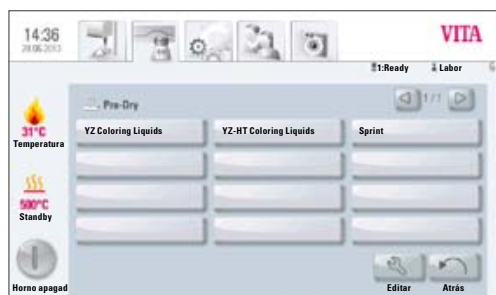 14:36
28.06.2013
VITA
1:Ready
Labor
Pre-Dry
1/1
31°C
Temperatura
YZ Coloring Liquids
YZ-HT Coloring Liquids
Sprint
500°C
Standby
Horno apagad
Editar
Atrás